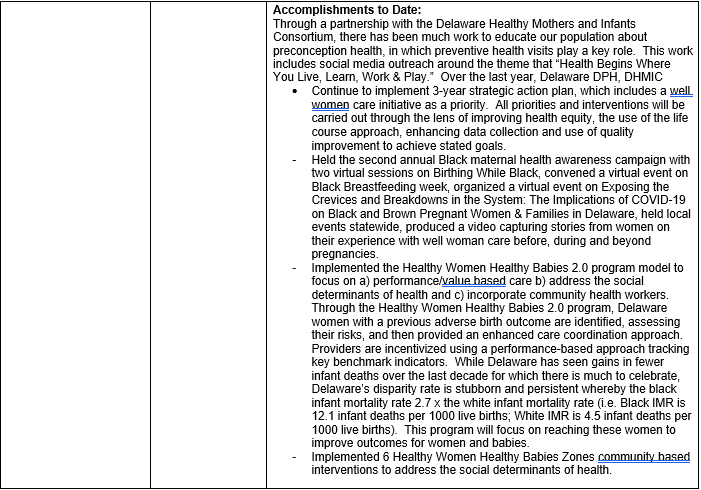 Accomplishments to Date:
Through a partnership with the Delaware Healthy Mothers and Infants
Consortium, there has been much work to educate our population about
preconception health, in which preventive health visits play a key role.  This work
includes social media outreach around the theme that “Health Begins Where
You Live, Learn, Work & Play.”  Over the last year, Delaware DPH, DHMIC
• Continue to implement 3-year strategic action plan, which includes a well
women care initiative as a priority.  All priorities and interventions will be
carried out through the lens of improving health equity, the use of the life
course approach, enhancing data collection and use of quality
improvement to achieve stated goals.
- Held the second annual Black maternal health awareness campaign with
two virtual sessions on Birthing While Black, convened a virtual event on
Black Breastfeeding week, organized a virtual event on Exposing the
Crevices and Breakdowns in the System: The Implications of COVID-19
on Black and Brown Pregnant Women & Families in Delaware, held local
events statewide, produced a video capturing stories from women on
their experience with well woman care before, during and beyond
pregnancies.
- Implemented the Healthy Women Healthy Babies 2.0 program model to
focus on a) performance/value based care b) address the social
determinants of health and c) incorporate community health workers.
Through the Healthy Women Healthy Babies 2.0 program, Delaware
women with a previous adverse birth outcome are identified, assessing
their risks, and then provided an enhanced care coordination approach.
Providers are incentivized using a performance-based approach tracking
key benchmark indicators.  While Delaware has seen gains in fewer
infant deaths over the last decade for which there is much to celebrate,
Delaware’s disparity rate is stubborn and persistent whereby the black
infant mortality rate 2.7 x the white infant mortality rate (i.e. Black IMR is
12.1 infant deaths per 1000 live births; White IMR is 4.5 infant deaths per
1000 live births).  This program will focus on reaching these women to
improve outcomes for women and babies.
- Implemented 6 Healthy Women Healthy Babies Zones community based
interventions to address the social determinants of health.